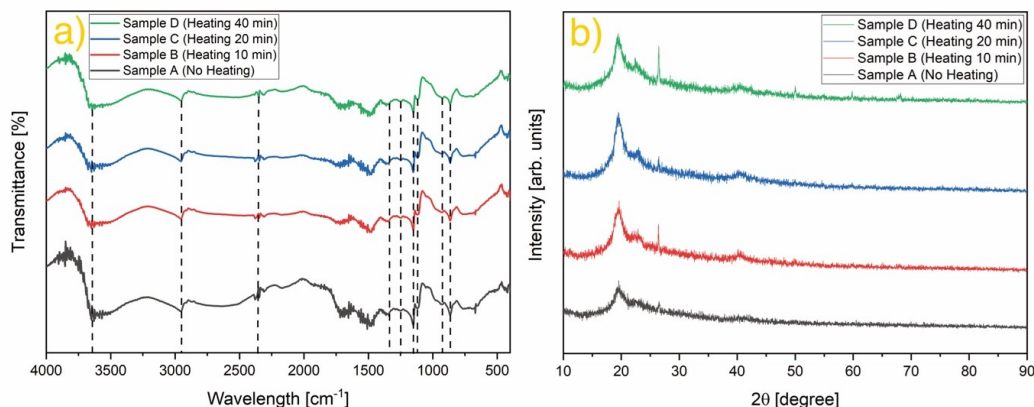 a)
Sample D (Heating 40 min)
Sample C (Heating 20 min)
Sample B (Heating 10 min)
Sample A (No Heating)
Transmittance [%]
4000 3500 3000 2500 2000 1500 1000 500
Wavelength [cm⁻¹]
b)
Sample D (Heating 40 min)
Sample C (Heating 20 min)
Sample B (Heating 10 min)
Sample A (No Heating)
Intensity [arb. units]
10 20 30 40 50 60 70 80 90
2θ [degree]